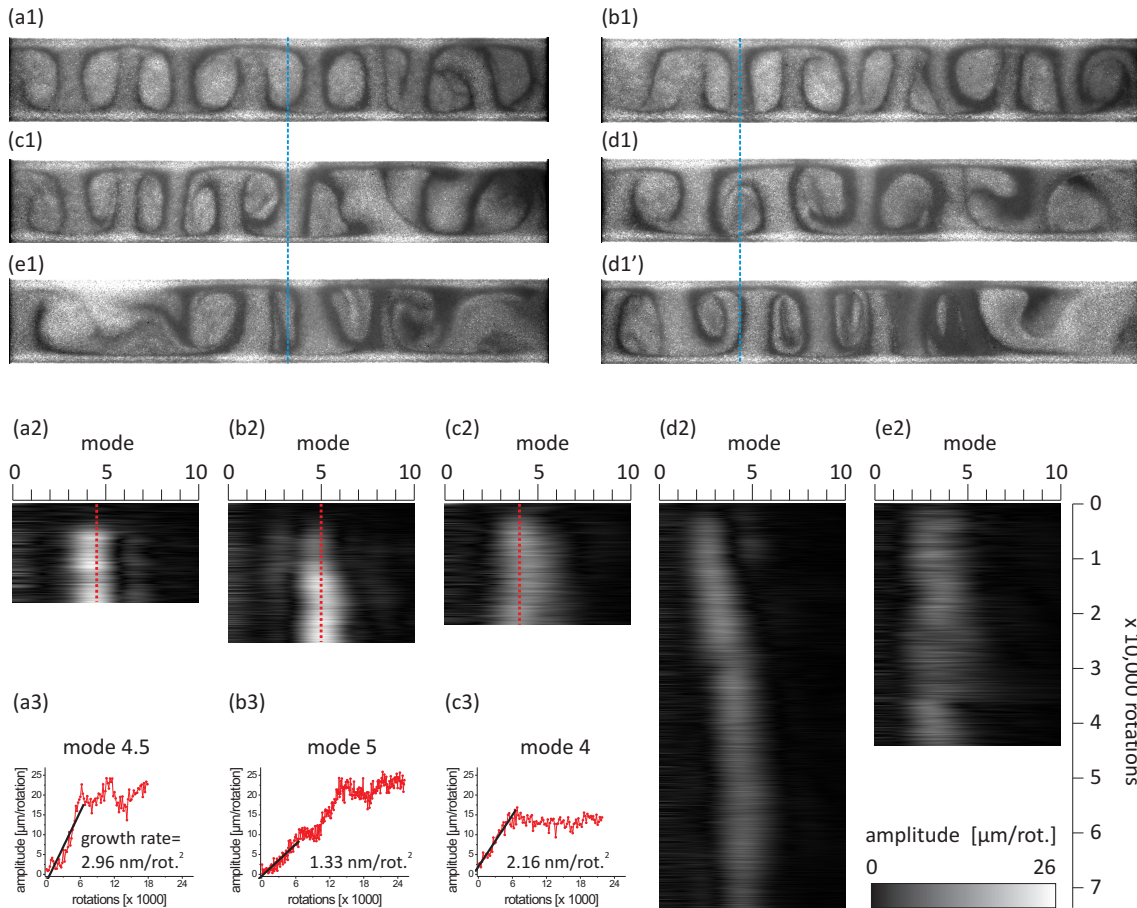 (a1)
(b1)
(c1)
(d1)
(e1)
(d1')
(a2)
mode
0 5 10
(b2)
mode
0 5 10
(c2)
mode
0 5 10
(d2)
mode
0 5 10
(e2)
mode
0 5 10
0
1
2
3
4
5
6
7
x 10,000 rotations
(a3)
mode 4.5
amplitude [μm/rotation]
25
20
15
10
5
0
growth rate=
2.96 nm/rot.²
0 6 12 18 24
rotations [x 1000]
(b3)
mode 5
amplitude [μm/rotation]
25
20
15
10
5
0
1.33 nm/rot.²
0 6 12 18 24
rotations [x 1000]
(c3)
mode 4
amplitude [μm/rotation]
25
20
15
10
5
0
2.16 nm/rot.²
0 6 12 18 24
rotations [x 1000]
amplitude [μm/rot.]
0 26